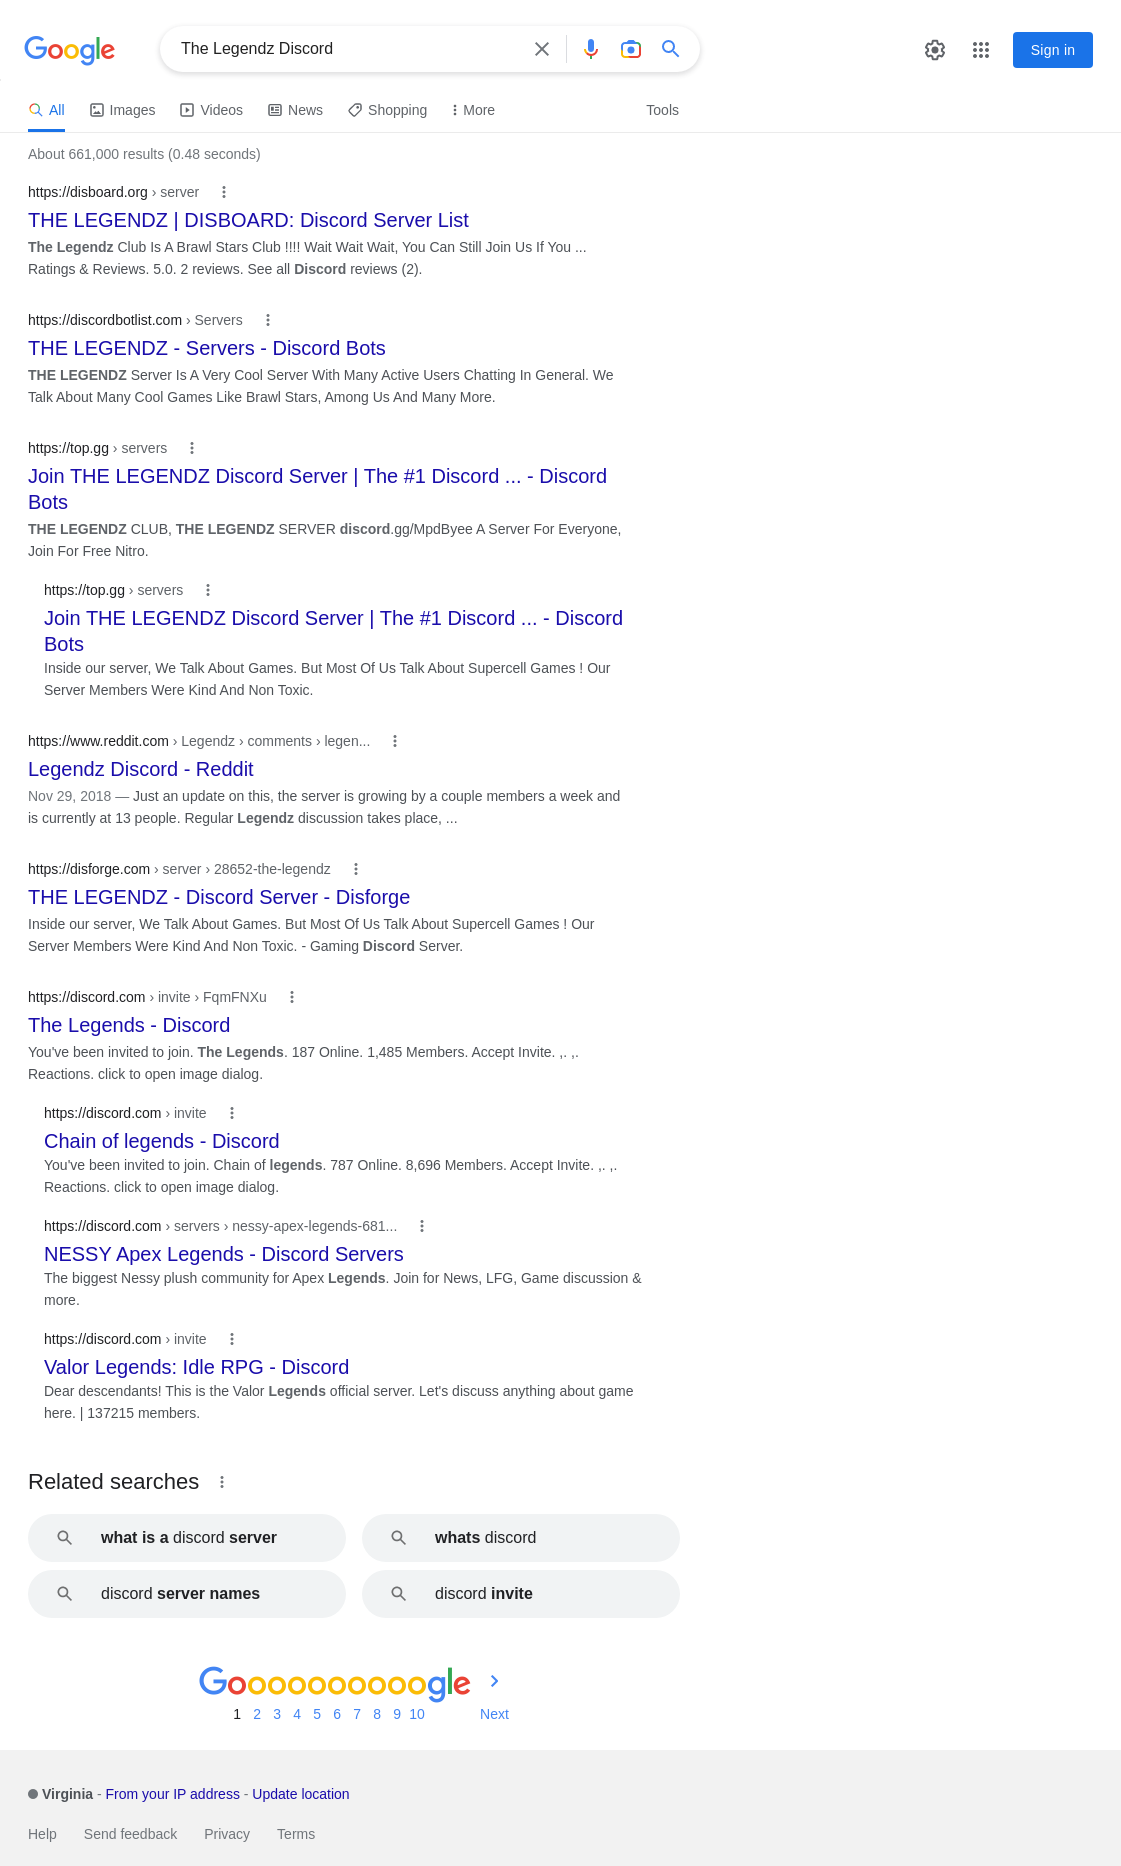 Google
The Legendz Discord
Sign in
All
Images
Videos
News
Shopping
More
Tools
About 661,000 results (0.48 seconds)
https://disboard.org › server
THE LEGENDZ | DISBOARD: Discord Server List
The Legendz Club Is A Brawl Stars Club !!!! Wait Wait Wait, You Can Still Join Us If You ...
Ratings & Reviews. 5.0. 2 reviews. See all Discord reviews (2).
https://discordbotlist.com › Servers
THE LEGENDZ - Servers - Discord Bots
THE LEGENDZ Server Is A Very Cool Server With Many Active Users Chatting In General. We
Talk About Many Cool Games Like Brawl Stars, Among Us And Many More.
https://top.gg › servers
Join THE LEGENDZ Discord Server | The #1 Discord ... - Discord
Bots
THE LEGENDZ CLUB, THE LEGENDZ SERVER discord.gg/MpdByee A Server For Everyone,
Join For Free Nitro.
https://top.gg › servers
Join THE LEGENDZ Discord Server | The #1 Discord ... - Discord
Bots
Inside our server, We Talk About Games. But Most Of Us Talk About Supercell Games ! Our
Server Members Were Kind And Non Toxic.
https://www.reddit.com › Legendz › comments › legen...
Legendz Discord - Reddit
Nov 29, 2018 — Just an update on this, the server is growing by a couple members a week and
is currently at 13 people. Regular Legendz discussion takes place, ...
https://disforge.com › server › 28652-the-legendz
THE LEGENDZ - Discord Server - Disforge
Inside our server, We Talk About Games. But Most Of Us Talk About Supercell Games ! Our
Server Members Were Kind And Non Toxic. - Gaming Discord Server.
https://discord.com › invite › FqmFNXu
The Legends - Discord
You've been invited to join. The Legends. 187 Online. 1,485 Members. Accept Invite. ,. ,.
Reactions. click to open image dialog.
https://discord.com › invite
Chain of legends - Discord
You've been invited to join. Chain of legends. 787 Online. 8,696 Members. Accept Invite. ,. ,.
Reactions. click to open image dialog.
https://discord.com › servers › nessy-apex-legends-681...
NESSY Apex Legends - Discord Servers
The biggest Nessy plush community for Apex Legends. Join for News, LFG, Game discussion &
more.
https://discord.com › invite
Valor Legends: Idle RPG - Discord
Dear descendants! This is the Valor Legends official server. Let's discuss anything about game
here. | 137215 members.
Related searches
what is a discord server
whats discord
discord server names
discord invite
Goooooooooogle
1 2 3 4 5 6 7 8 9 10 Next
Virginia - From your IP address - Update location
Help Send feedback Privacy Terms